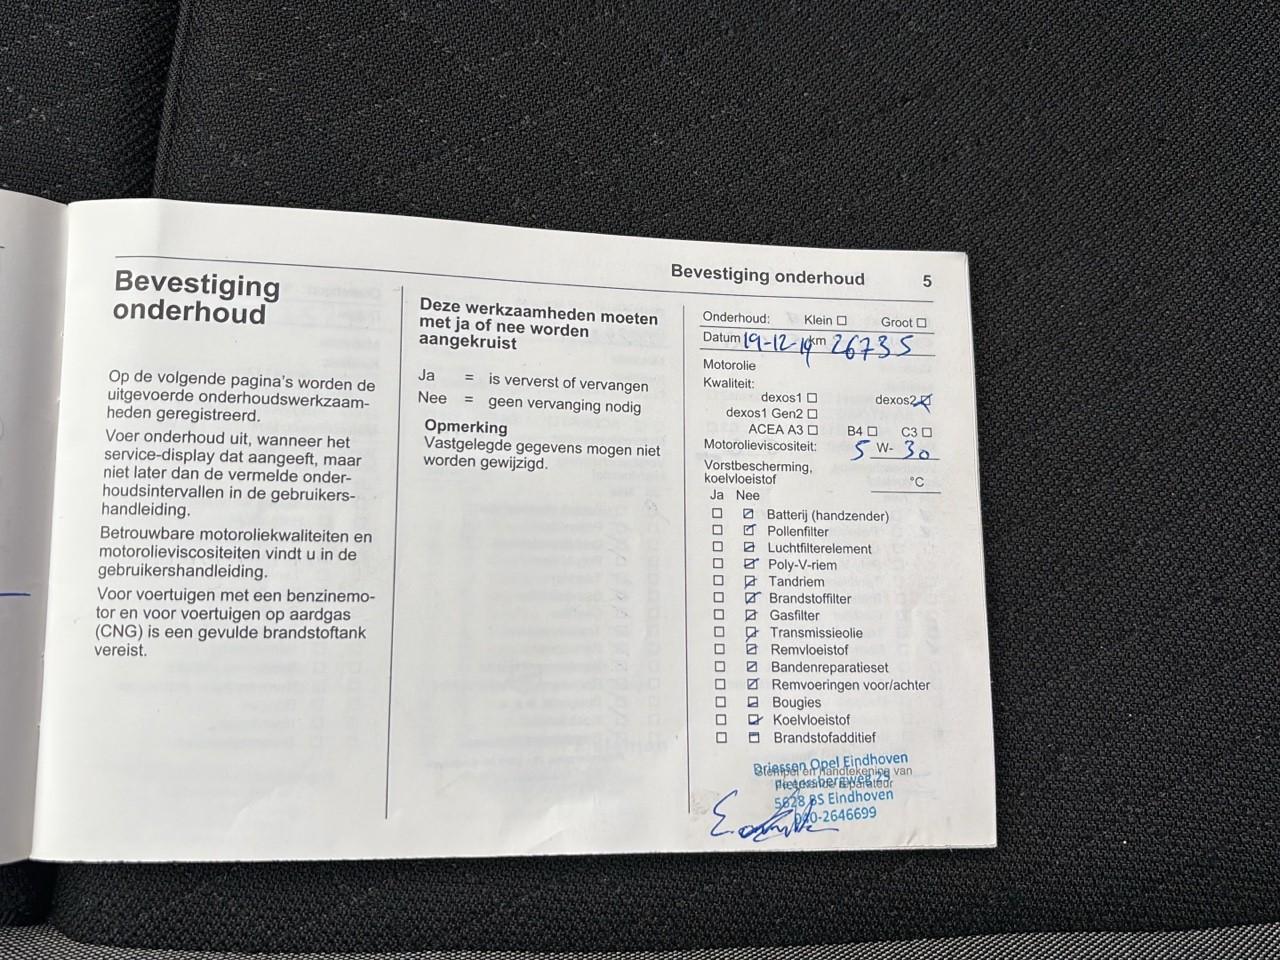 Bevestiging onderhoud 5
Bevestiging
onderhoud
Op de volgende pagina's worden de
uitgevoerde onderhoudswerkzaam-
heden geregistreerd.
Voer onderhoud uit, wanneer het
service-display dat aangeeft, maar
niet later dan de vermelde onder-
houdsintervallen in de gebruikers-
handleiding.
Betrouwbare motoroliekwaliteiten en
motorolieviscositeiten vindt u in de
gebruikershandleiding.
Voor voertuigen met een benzinemo-
tor en voor voertuigen op aardgas
(CNG) is een gevulde brandstoftank
vereist.
Deze werkzaamheden moeten
met ja of nee worden
aangekruist
Ja = is ververst of vervangen
Nee = geen vervanging nodig
Opmerking
Vastgelegde gegevens mogen niet
worden gewijzigd.
Onderhoud: Klein Groot
Datum 19-12-19 km 26735
Motorolie
Kwaliteit:
dexos1 dexos2
dexos1 Gen2
ACEA A3 B4 C3
Motorolieviscositeit: 5 W- 30
Vorstbescherming,
koelvloeistof °C
Ja Nee
Batterij (handzender)
Pollenfilter
Luchtfilterelement
Poly-V-riem
Tandriem
Brandstoffilter
Gasfilter
Transmissieolie
Remvloeistof
Bandenreparatieset
Remvoeringen voor/achter
Bougies
Koelvloeistof
Brandstofadditief
Stempel en handtekening van
Driessen Opel Eindhoven
5628 BS Eindhoven
040-2646699